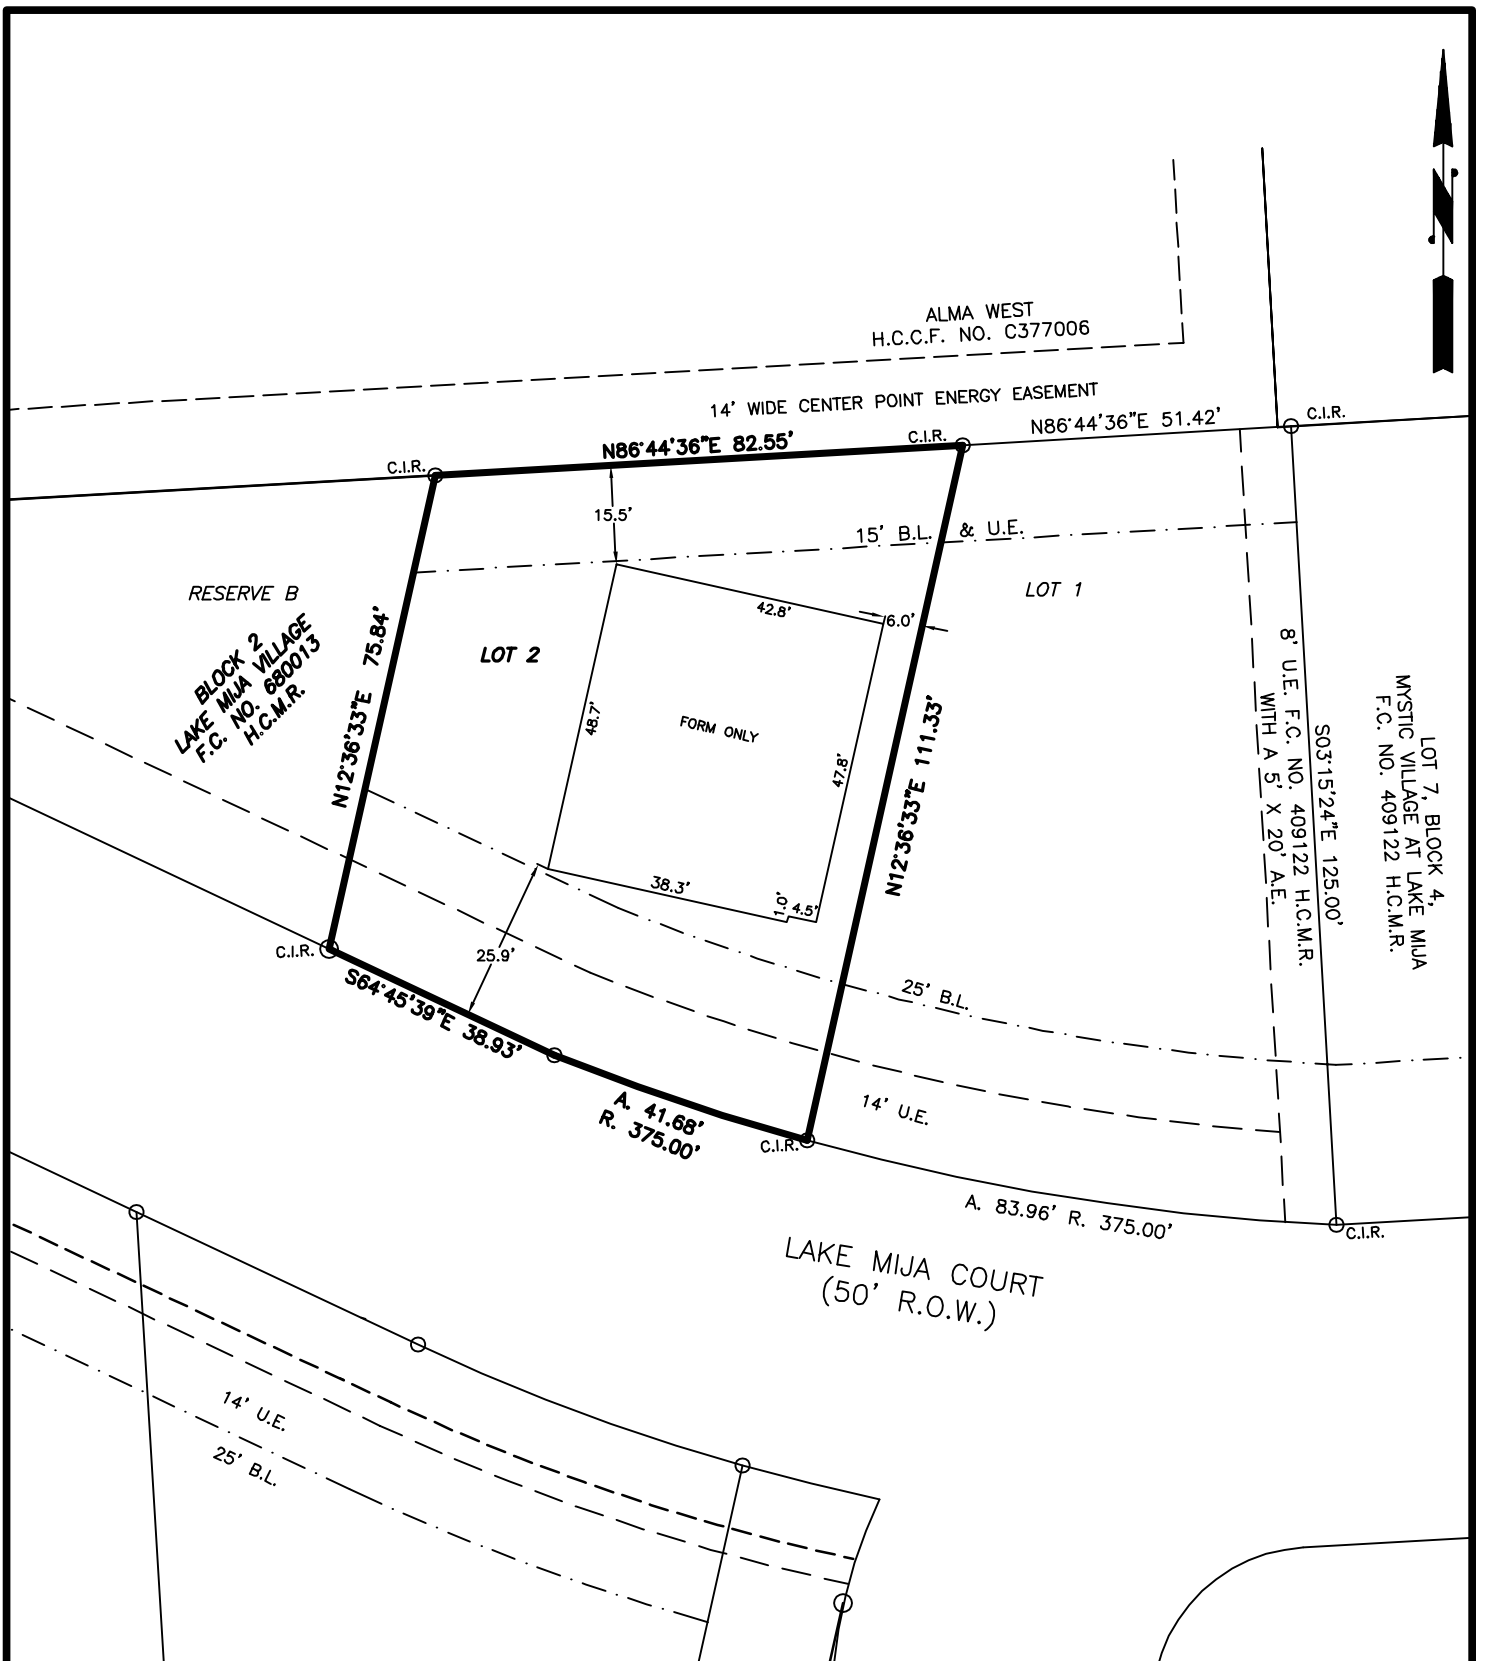 N
ALMA WEST
H.C.C.F. NO. C377006
14' WIDE CENTER POINT ENERGY EASEMENT
C.I.R.
N86°44'36"E 82.55'
C.I.R.
N86°44'36"E 51.42'
C.I.R.
15.5'
15' B.L. & U.E.
RESERVE B
BLOCK 2
LAKE MIJA VILLAGE
F.C. NO. 680013
H.C.M.R.
N12°36'33"E 75.84'
LOT 2
42.8'
6.0'
LOT 1
48.7'
FORM ONLY
47.8'
N12°36'33"E 111.33'
8' U.E. F.C. NO. 409122 H.C.M.R.
WITH A 5' X 20' A.E.
S03°15'24"E 125.00'
LOT 7, BLOCK 4,
MYSTIC VILLAGE AT LAKE MIJA
F.C. NO. 409122 H.C.M.R.
38.3'
1.0'
4.5'
C.I.R.
25.9'
S64°45'39"E 38.93'
25' B.L.
A. 41.68'
R. 375.00'
14' U.E.
C.I.R.
A. 83.96' R. 375.00'
C.I.R.
LAKE MIJA COURT
(50' R.O.W.)
14' U.E.
25' B.L.